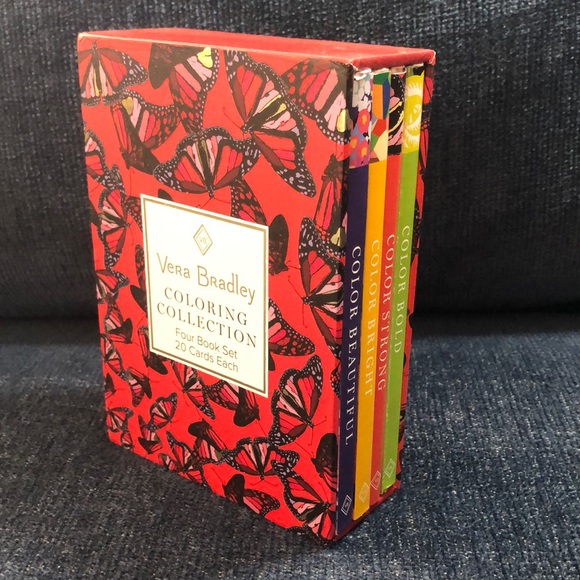 Vera Bradley
COLORING
COLLECTION
Four Book Set
20 Cards Each
COLOR BEAUTIFUL
COLOR BRIGHT
COLOR STRONG
COLOR BOLD